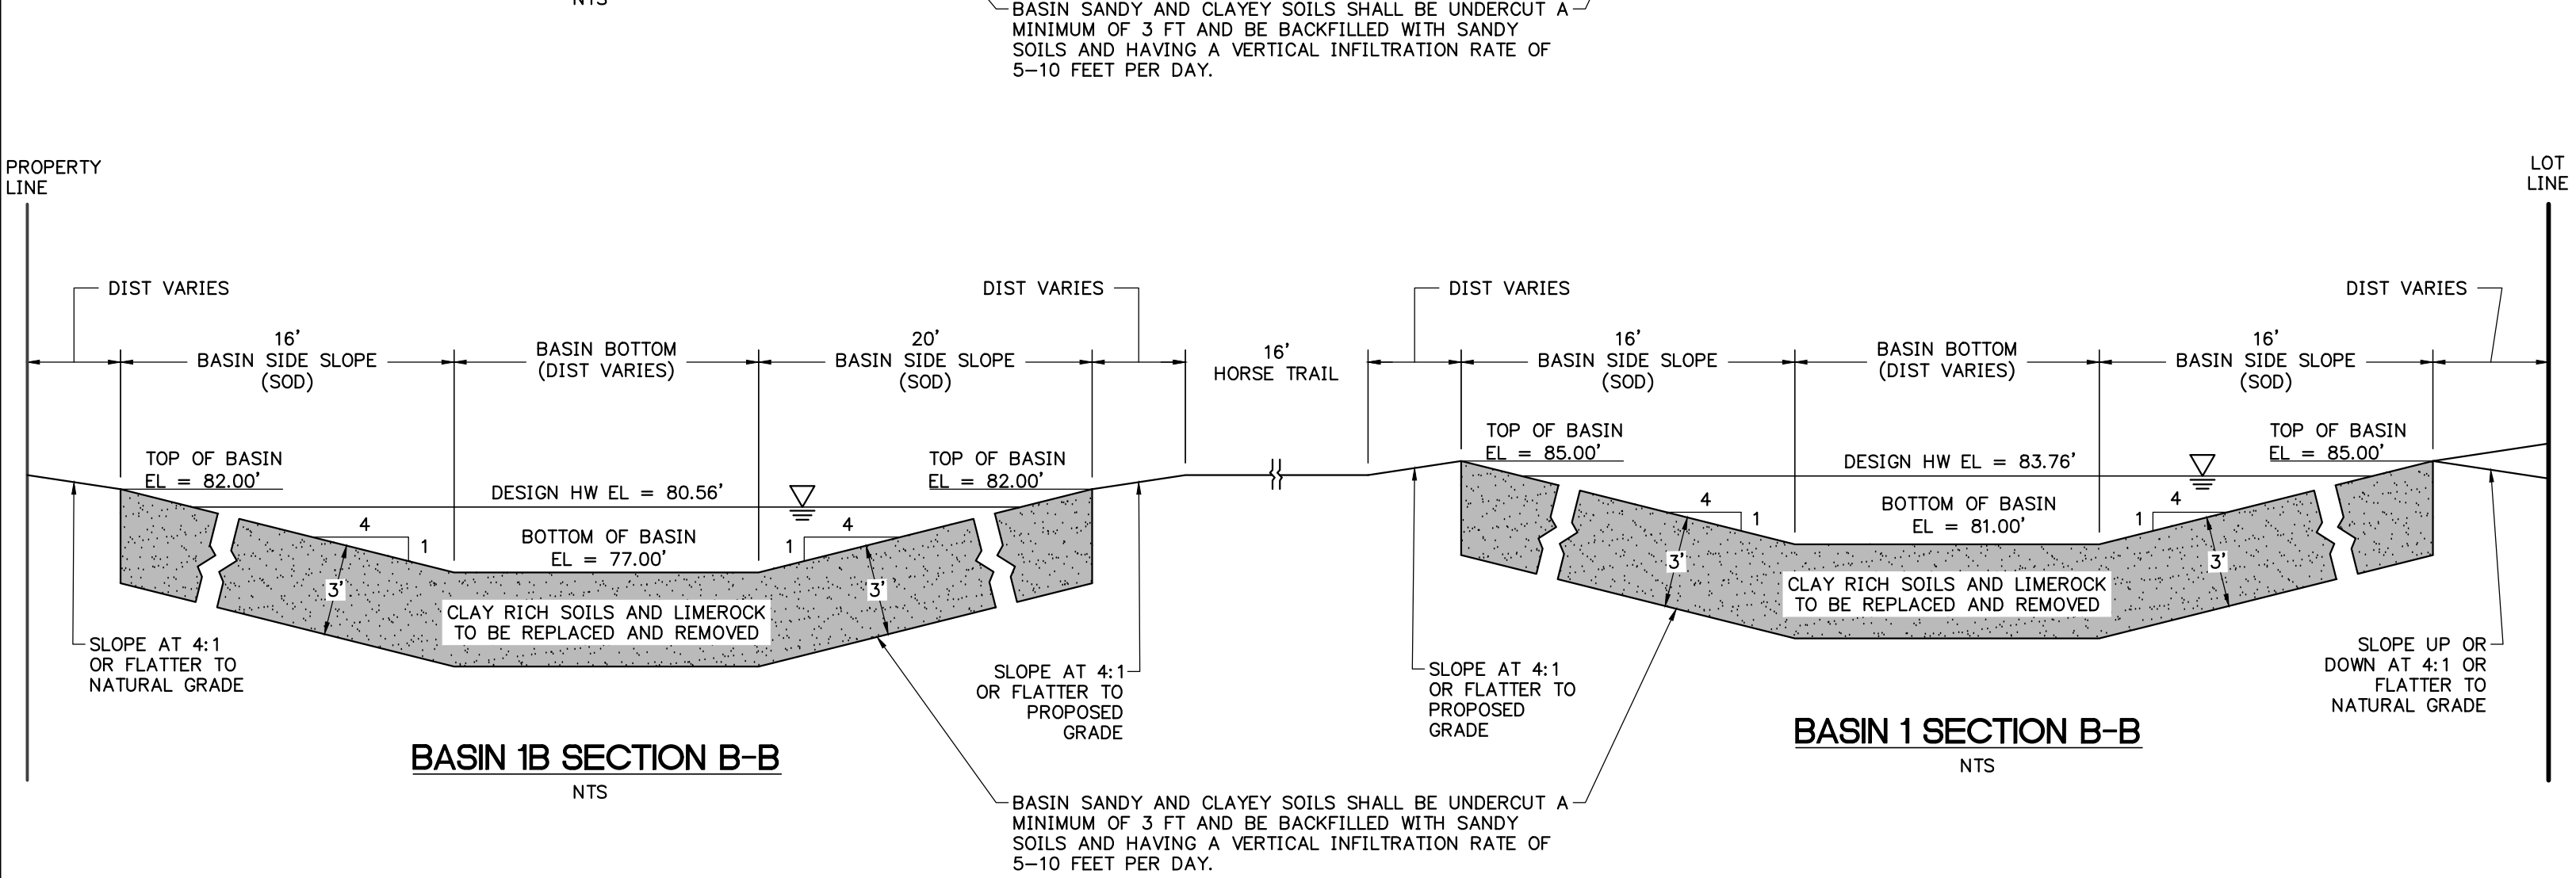 NTS
BASIN SANDY AND CLAYEY SOILS SHALL BE UNDERCUT A
MINIMUM OF 3 FT AND BE BACKFILLED WITH SANDY
SOILS AND HAVING A VERTICAL INFILTRATION RATE OF
5-10 FEET PER DAY.
PROPERTY
LINE
LOT
LINE
DIST VARIES
DIST VARIES
DIST VARIES
DIST VARIES
16'
BASIN SIDE SLOPE
(SOD)
BASIN BOTTOM
(DIST VARIES)
20'
BASIN SIDE SLOPE
(SOD)
16'
HORSE TRAIL
16'
BASIN SIDE SLOPE
(SOD)
BASIN BOTTOM
(DIST VARIES)
16'
BASIN SIDE SLOPE
(SOD)
TOP OF BASIN
EL = 82.00'
DESIGN HW EL = 80.56'
TOP OF BASIN
EL = 82.00'
TOP OF BASIN
EL = 85.00'
DESIGN HW EL = 83.76'
TOP OF BASIN
EL = 85.00'
4
1
BOTTOM OF BASIN
EL = 77.00'
4
1
4
1
BOTTOM OF BASIN
EL = 81.00'
4
1
3'
CLAY RICH SOILS AND LIMEROCK
TO BE REPLACED AND REMOVED
3'
3'
CLAY RICH SOILS AND LIMEROCK
TO BE REPLACED AND REMOVED
3'
SLOPE AT 4:1
OR FLATTER TO
NATURAL GRADE
SLOPE AT 4:1
OR FLATTER TO
PROPOSED
GRADE
SLOPE AT 4:1
OR FLATTER TO
PROPOSED
GRADE
SLOPE UP OR
DOWN AT 4:1 OR
FLATTER TO
NATURAL GRADE
BASIN 1B SECTION B-B
NTS
BASIN 1 SECTION B-B
NTS
BASIN SANDY AND CLAYEY SOILS SHALL BE UNDERCUT A
MINIMUM OF 3 FT AND BE BACKFILLED WITH SANDY
SOILS AND HAVING A VERTICAL INFILTRATION RATE OF
5-10 FEET PER DAY.